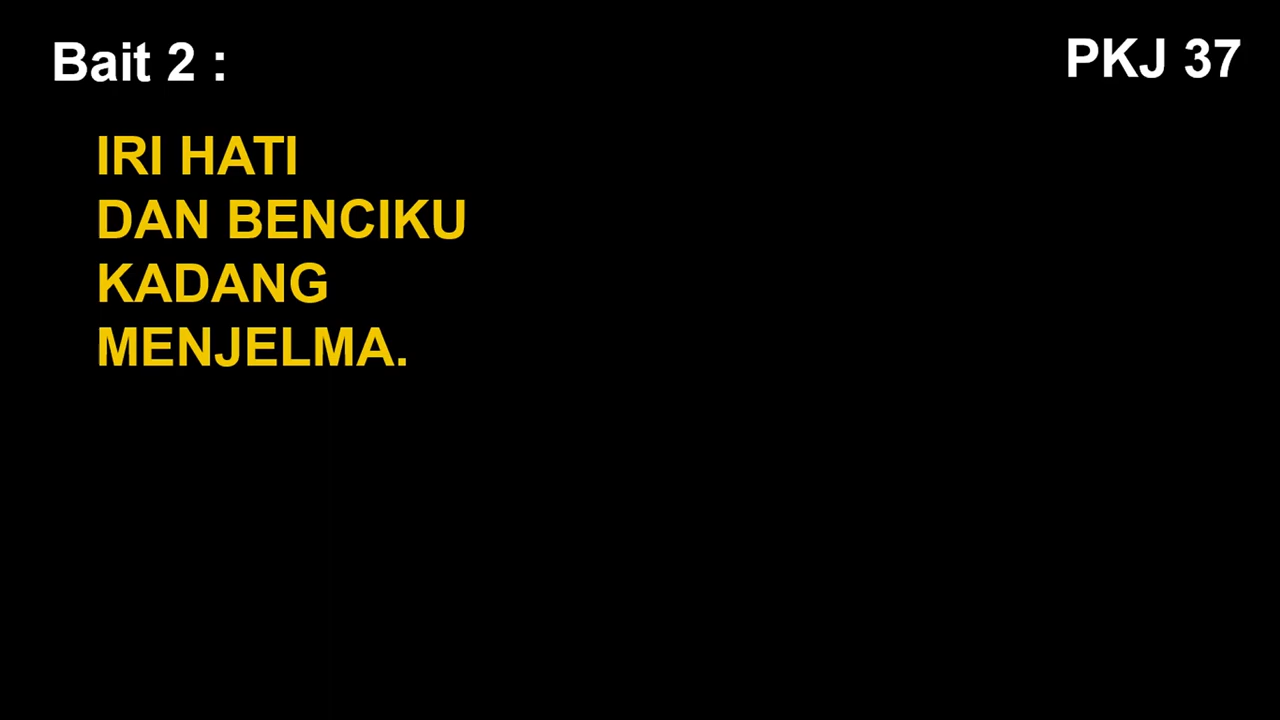 Bait 2 :
PKJ 37
IRI HATI
DAN BENCIKU
KADANG
MENJELMA.